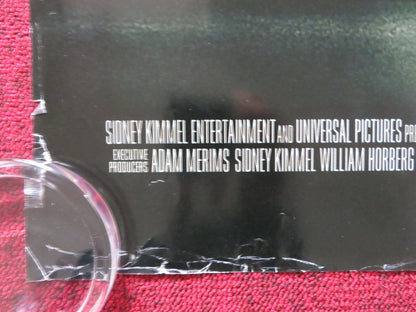 SIDNEY KIMMEL ENTERTAINMENT AND UNIVERSAL PICTURES
EXECUTIVE PRODUCERS ADAM MERIMS SIDNEY KIMMEL WILLIAM HORBERG